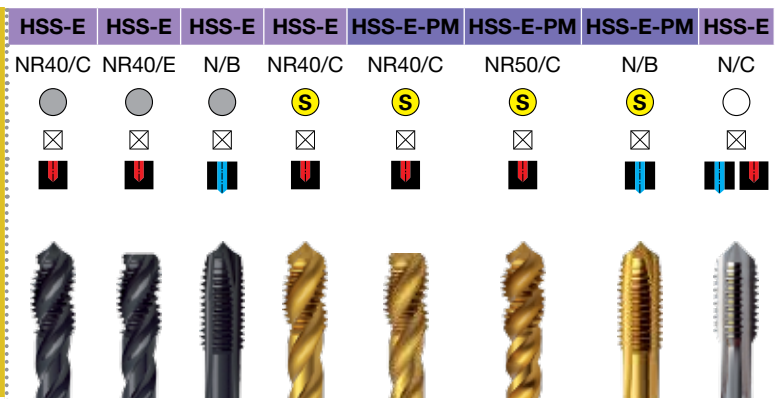 HSS-E HSS-E HSS-E HSS-E HSS-E-PM HSS-E-PM HSS-E-PM HSS-E
NR40/C NR40/E N/B NR40/C NR40/C NR50/C N/B N/C
S S S S